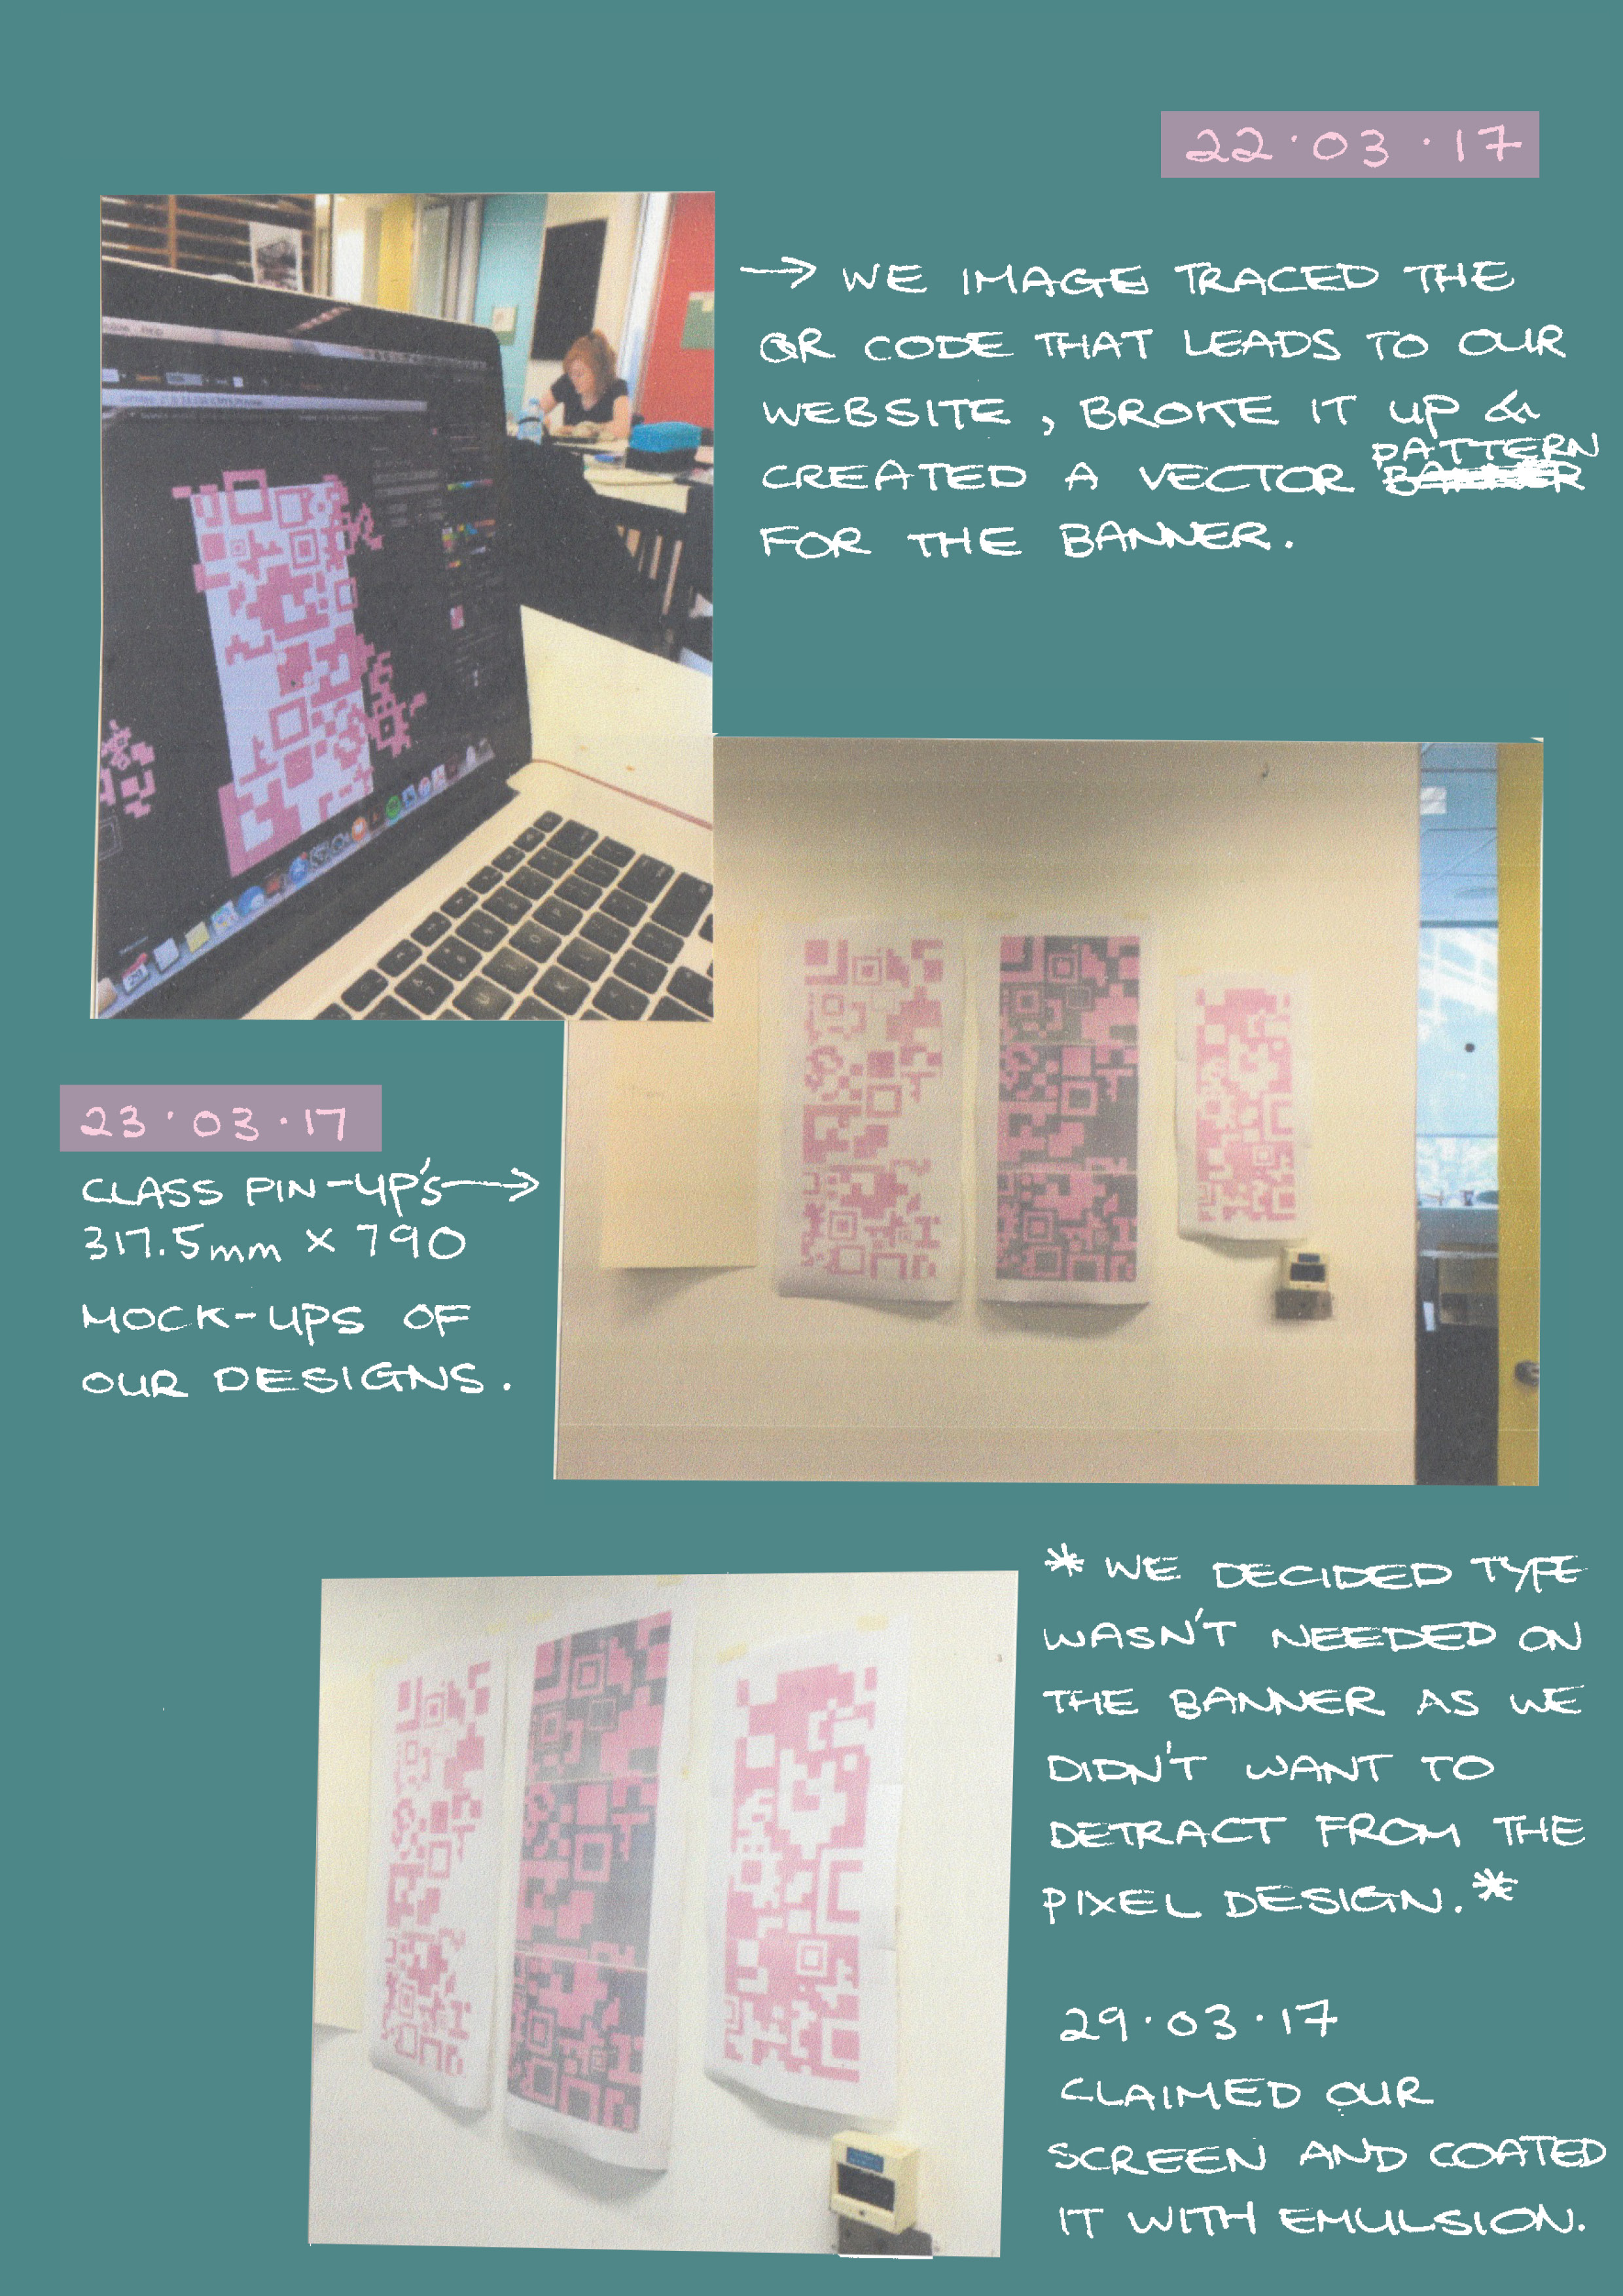 22.03.17
→ WE IMAGE TRACED THE
QR CODE THAT LEADS TO OUR
WEBSITE, BROKE IT UP &
PATTERN
CREATED A VECTOR BANNER
FOR THE BANNER.
23.03.17
CLASS PIN-UP'S →
317.5mm X 790
MOCK-UPS OF
OUR DESIGNS.
* WE DECIDED TYPE
WASN'T NEEDED ON
THE BANNER AS WE
DIDN'T WANT TO
DETRACT FROM THE
PIXEL DESIGN. *
29.03.17
CLAIMED OUR
SCREEN AND COATED
IT WITH EMULSION.